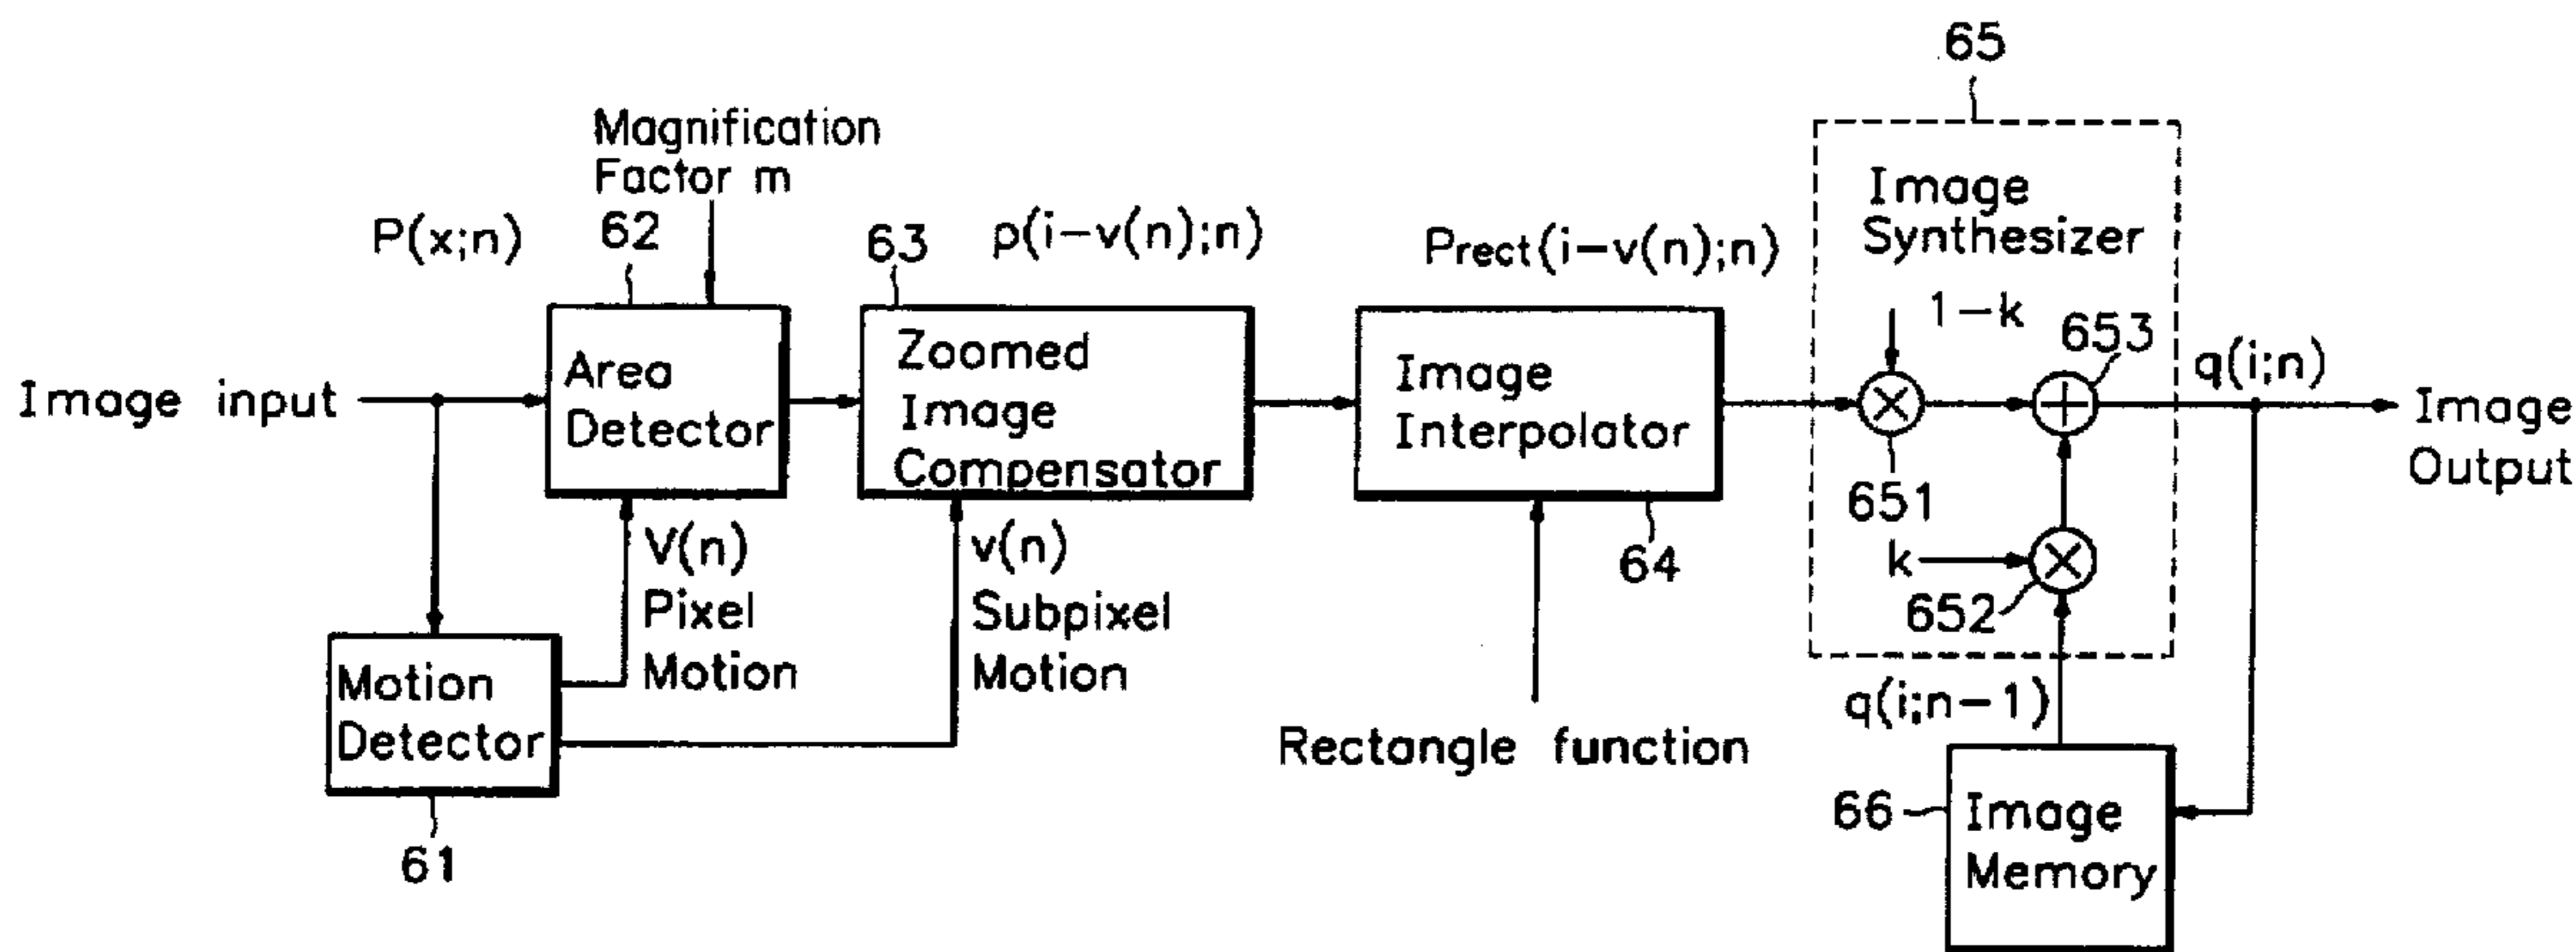 65
Magnification
Factor m
P(x;n)
62
63
p(i-v(n);n)
Prect(i-v(n);n)
Image
Synthesizer
1-k
653
q(i;n)
Image input
Area
Detector
Zoomed
Image
Compensator
Image
Interpolator
Image
Output
651
V(n)
Pixel
Motion
v(n)
Subpixel
Motion
64
k
652
Motion
Detector
61
Rectangle function
q(i;n-1)
66
Image
Memory